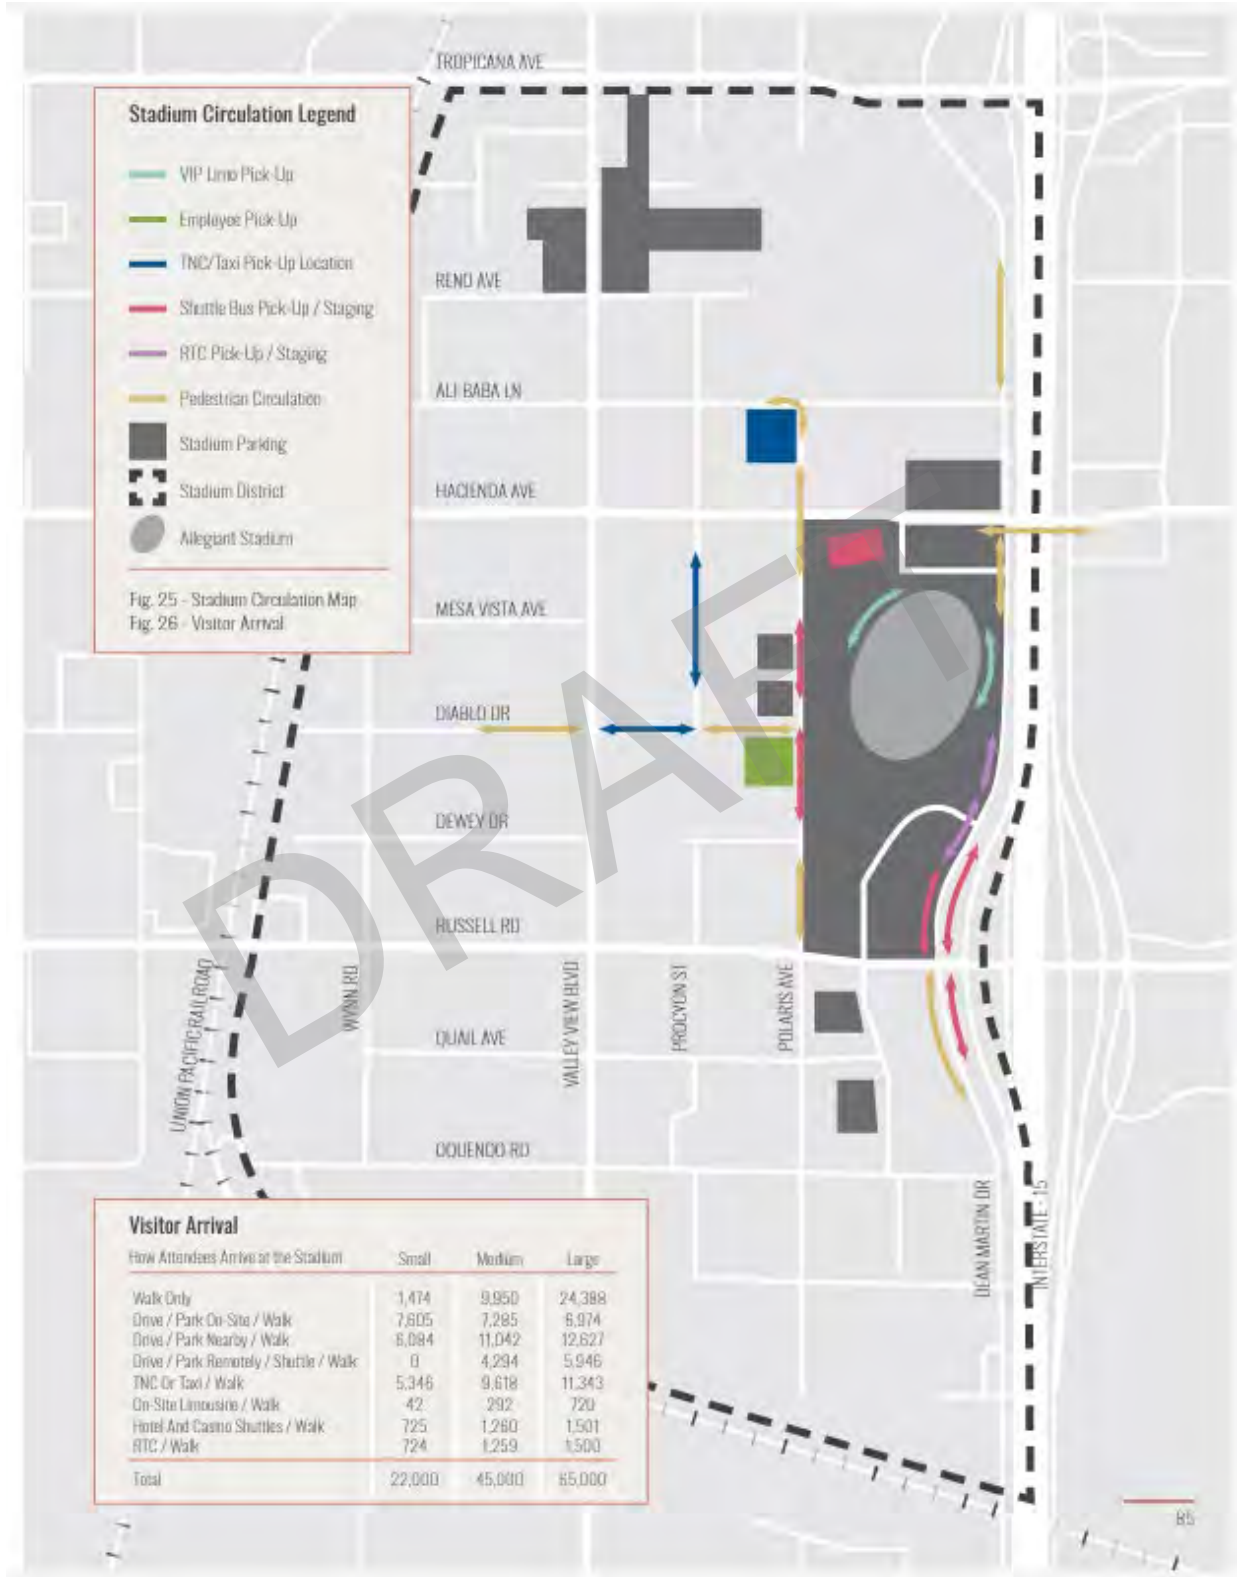 TROPICANA AVE
Stadium Circulation Legend
VIP Limo Pick-Up
Employee Pick-Up
TNC/Taxi Pick-Up Location
Shuttle Bus Pick-Up / Staging
RTC Pick-Up / Staging
Pedestrian Circulation
Stadium Parking
Stadium District
Allegiant Stadium
Fig. 25 - Stadium Circulation Map
Fig. 26 - Visitor Arrival
RENO AVE
ALI BABA LN
HACIENDA AVE
MESA VISTA AVE
DIABLO DR
DEWEY DR
RUSSELL RD
DRAFT
UNION PACIFIC RAILROAD
WYNN RD
VALLEY VIEW BLVD
PROCYON ST
POLARIS AVE
QUAIL AVE
OQUENDO RD
DEAN MARTIN DR
INTERSTATE - 15
Visitor Arrival
How Attendees Arrive at the Stadium Small Medium Large
Walk Only 1,474 9,950 24,388
Drive / Park On-Site / Walk 7,605 7,285 6,974
Drive / Park Nearby / Walk 6,084 11,042 12,627
Drive / Park Remotely / Shuttle / Walk 0 4,294 5,946
TNC Or Taxi / Walk 5,346 9,618 11,343
On-Site Limousine / Walk 42 292 720
Hotel And Casino Shuttles / Walk 725 1,260 1,501
RTC / Walk 724 1,259 1,500
Total 22,000 45,000 65,000
85